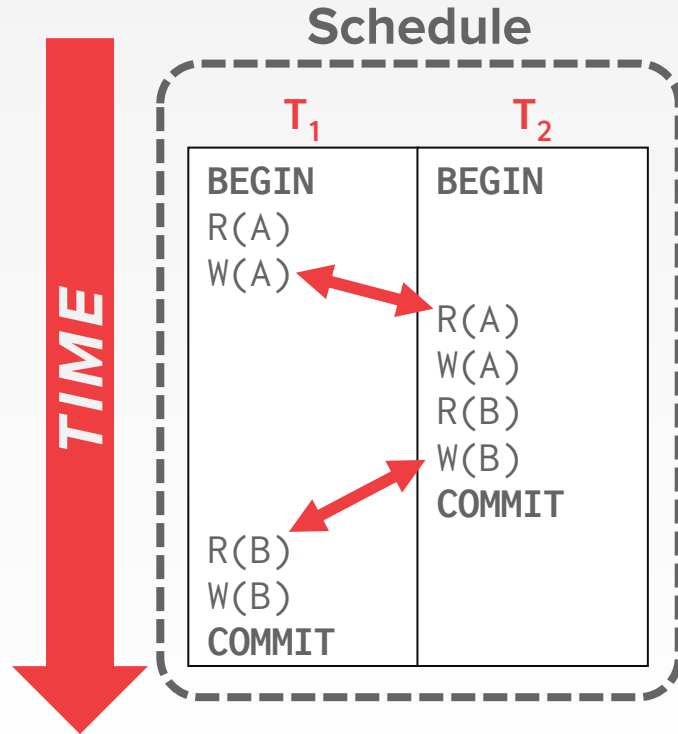 Schedule
TIME
T₁ T₂
BEGIN BEGIN
R(A)
W(A)
R(A)
W(A)
R(B)
W(B)
COMMIT
R(B)
W(B)
COMMIT